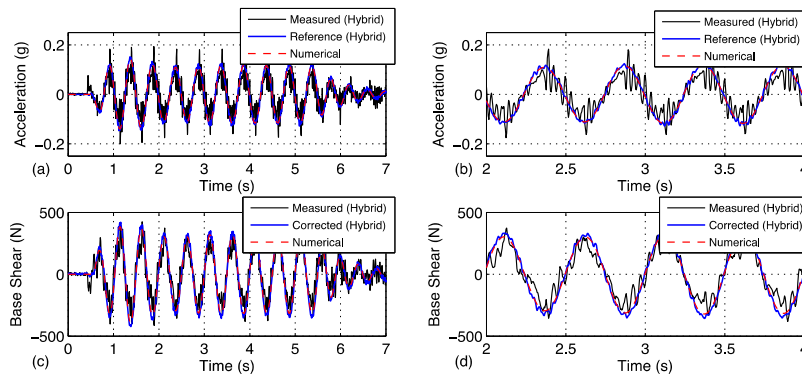 Measured (Hybrid)
Reference (Hybrid)
Numerical
Acceleration (g)
0.2
0
−0.2
0 1 2 3 4 5 6 7
(a)
Time (s)
Measured (Hybrid)
Reference (Hybrid)
Numerical
Acceleration (g)
0.2
0
−0.2
2 2.5 3 3.5 4
(b)
Time (s)
Measured (Hybrid)
Corrected (Hybrid)
Numerical
Base Shear (N)
500
0
−500
0 1 2 3 4 5 6 7
(c)
Time (s)
Measured (Hybrid)
Corrected (Hybrid)
Numerical
Base Shear (N)
500
0
−500
2 2.5 3 3.5 4
(d)
Time (s)